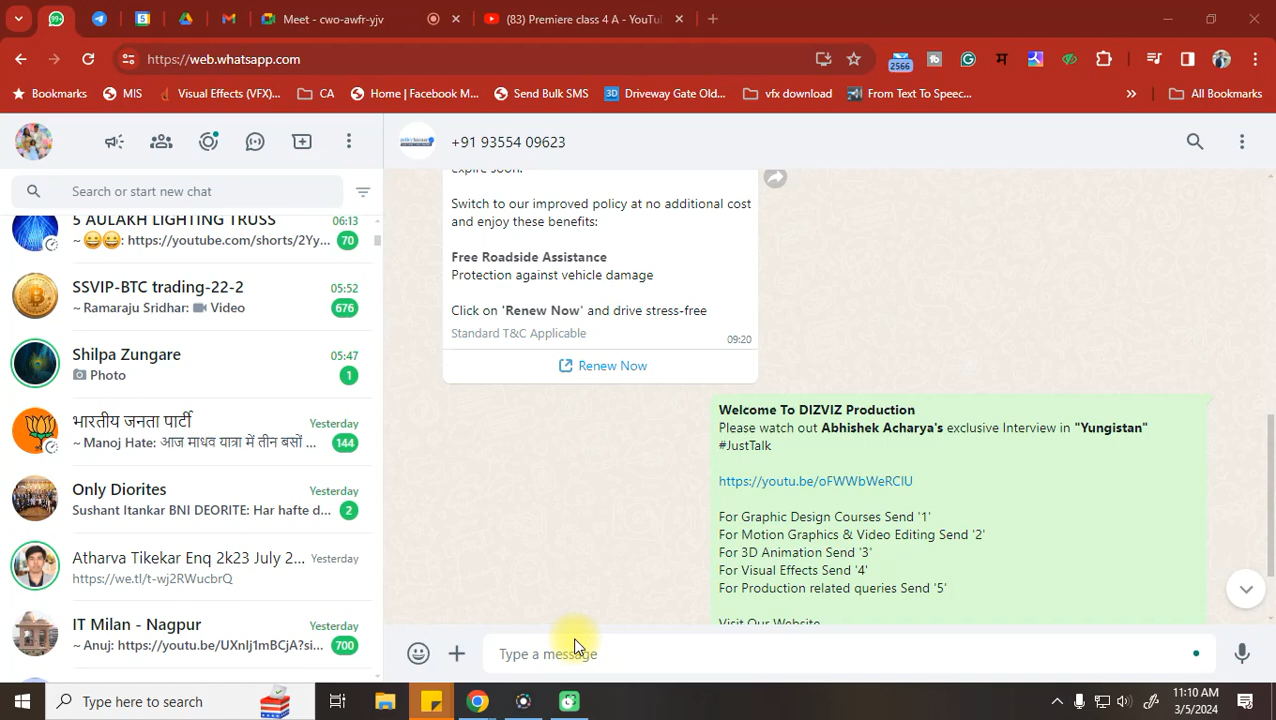 Meet - cwo-awfr-yjv
(83) Premiere class 4 A - YouTu
https://web.whatsapp.com
2566
Bookmarks
MIS
Visual Effects (VFX)...
CA
Home | Facebook M...
Send Bulk SMS
Driveway Gate Old...
vfx download
From Text To Speec...
All Bookmarks
Search or start new chat
5 AULAKH LIGHTING TRUSS
06:13
~ 😄😄: https://youtube.com/shorts/2Yy...
70
SSVIP-BTC trading-22-2
05:52
~ Ramaraju Sridhar: Video
676
Shilpa Zungare
05:47
Photo
1
भारतीय जनता पार्टी
Yesterday
~ Manoj Hate: आज माधव यात्रा में तीन बसों ...
144
Only Diorites
Yesterday
Sushant Itankar BNI DEORITE: Har hafte d...
2
Atharva Tikekar Enq 2k23 July 2...
Yesterday
https://we.tl/t-wj2RWucbrQ
IT Milan - Nagpur
Yesterday
~ Anuj: https://youtube.com/UXnIj1mBCjA?si...
700
+91 93554 09623
expire soon.
Switch to our improved policy at no additional cost
and enjoy these benefits:
Free Roadside Assistance
Protection against vehicle damage
Click on 'Renew Now' and drive stress-free
Standard T&C Applicable
09:20
Renew Now
Welcome To DIZVIZ Production
Please watch out Abhishek Acharya's exclusive Interview in "Yungistan"
#JustTalk
https://youtu.be/oFWWbWeRClU
For Graphic Design Courses Send '1'
For Motion Graphics & Video Editing Send '2'
For 3D Animation Send '3'
For Visual Effects Send '4'
For Production related queries Send '5'
Visit Our Website
Type a message
Type here to search
11:10 AM
3/5/2024